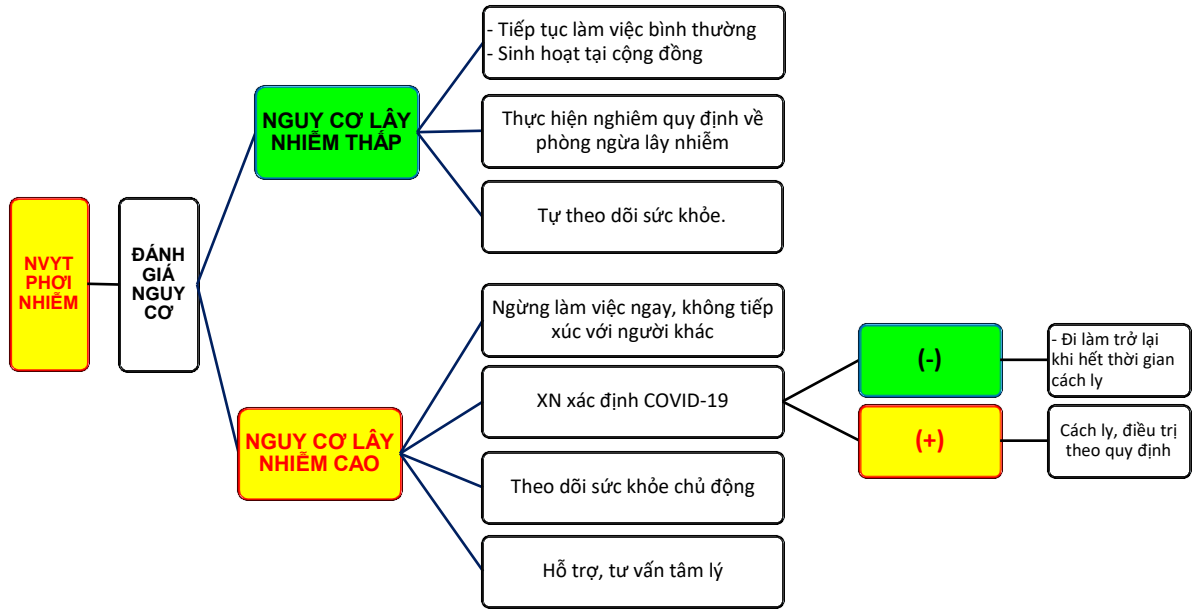 NVYT
PHƠI
NHIỄM
ĐÁNH
GIÁ
NGUY
CƠ
NGUY CƠ LÂY
NHIỄM THẤP
- Tiếp tục làm việc bình thường
- Sinh hoạt tại cộng đồng
Thực hiện nghiêm quy định về
phòng ngừa lây nhiễm
Tự theo dõi sức khỏe.
NGUY CƠ LÂY
NHIỄM CAO
Ngừng làm việc ngay, không tiếp
xúc với người khác
XN xác định COVID-19
(-)
- Đi làm trở lại
khi hết thời gian
cách ly
(+)
Cách ly, điều trị
theo quy định
Theo dõi sức khỏe chủ động
Hỗ trợ, tư vấn tâm lý